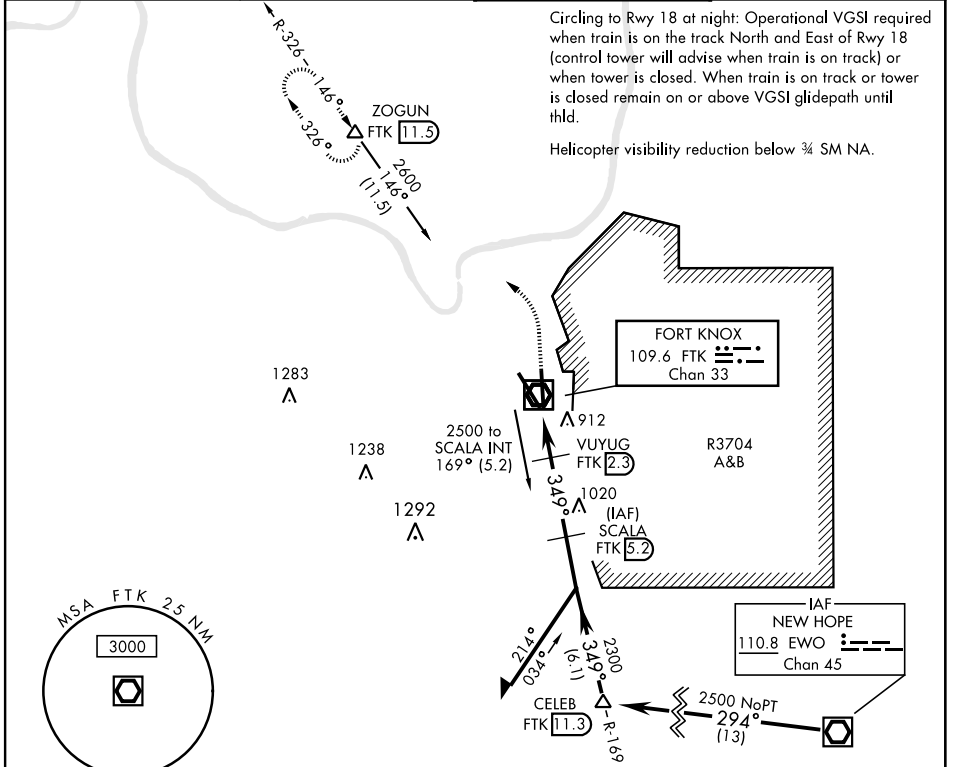 Circling to Rwy 18 at night: Operational VGSI required
when train is on the track North and East of Rwy 18
(control tower will advise when train is on track) or
when tower is closed. When train is on track or tower
is closed remain on or above VGSI glidepath until
thld.
Helicopter visibility reduction below ¾ SM NA.
R-326
146°
326°
ZOGUN
FTK 11.5
2600
146°
(11.5)
FORT KNOX
109.6 FTK
Chan 33
1283
912
2500 to
SCALA INT
169° (5.2)
VUYUG
FTK 2.3
R3704
A&B
1238
349°
1020
1292
(IAF)
SCALA
FTK 5.2
MSA FTK 25 NM
3000
214°
034°
2300
349°
(6.1)
IAF
NEW HOPE
110.8 EWO
Chan 45
CELEB
FTK 11.3
R-169
2500 NoPT
294°
(13)